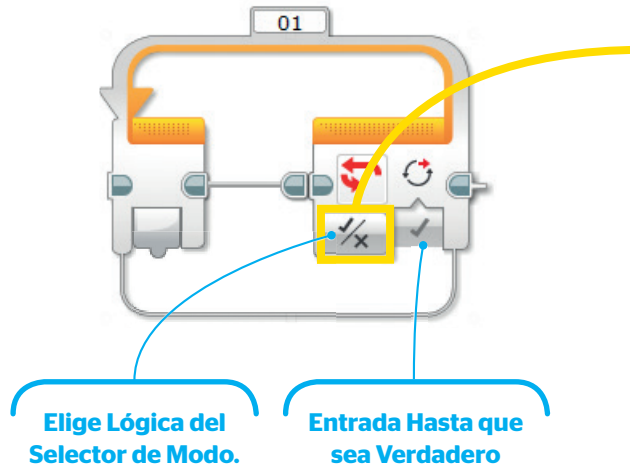 01
Elige Lógica del
Selector de Modo.
Entrada Hasta que
sea Verdadero